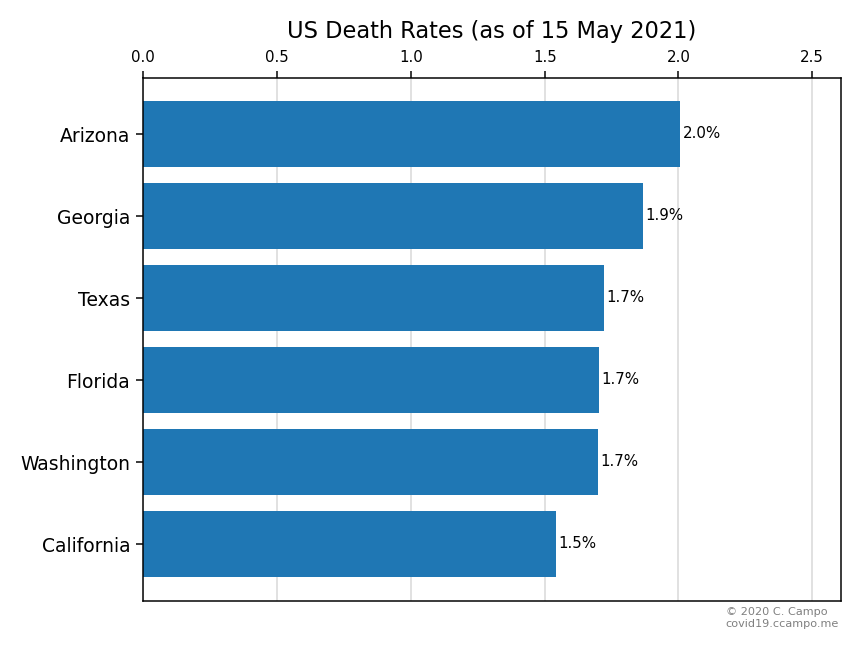 US Death Rates (as of 15 May 2021)
0.0 0.5 1.0 1.5 2.0 2.5
Arizona 2.0%
Georgia 1.9%
Texas 1.7%
Florida 1.7%
Washington 1.7%
California 1.5%
© 2020 C. Campo
covid19.ccampo.me